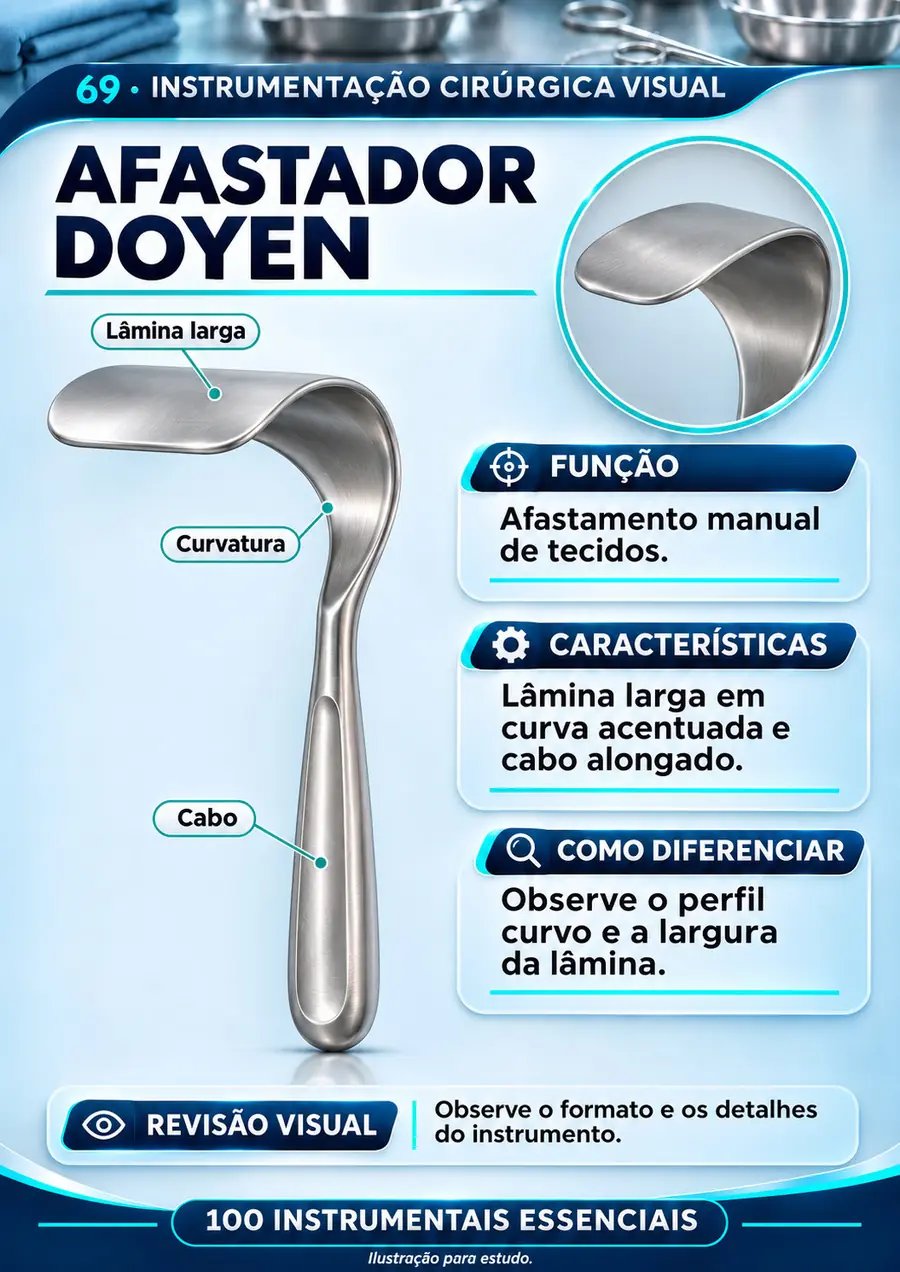 69 · INSTRUMENTAÇÃO CIRÚRGICA VISUAL
AFASTADOR
DOYEN
Lâmina larga
Curvatura
Cabo
FUNÇÃO
Afastamento manual
de tecidos.
CARACTERÍSTICAS
Lâmina larga em
curva acentuada e
cabo alongado.
COMO DIFERENCIAR
Observe o perfil
curvo e a largura
da lâmina.
REVISÃO VISUAL
Observe o formato e os detalhes
do instrumento.
100 INSTRUMENTAIS ESSENCIAIS
Ilustração para estudo.